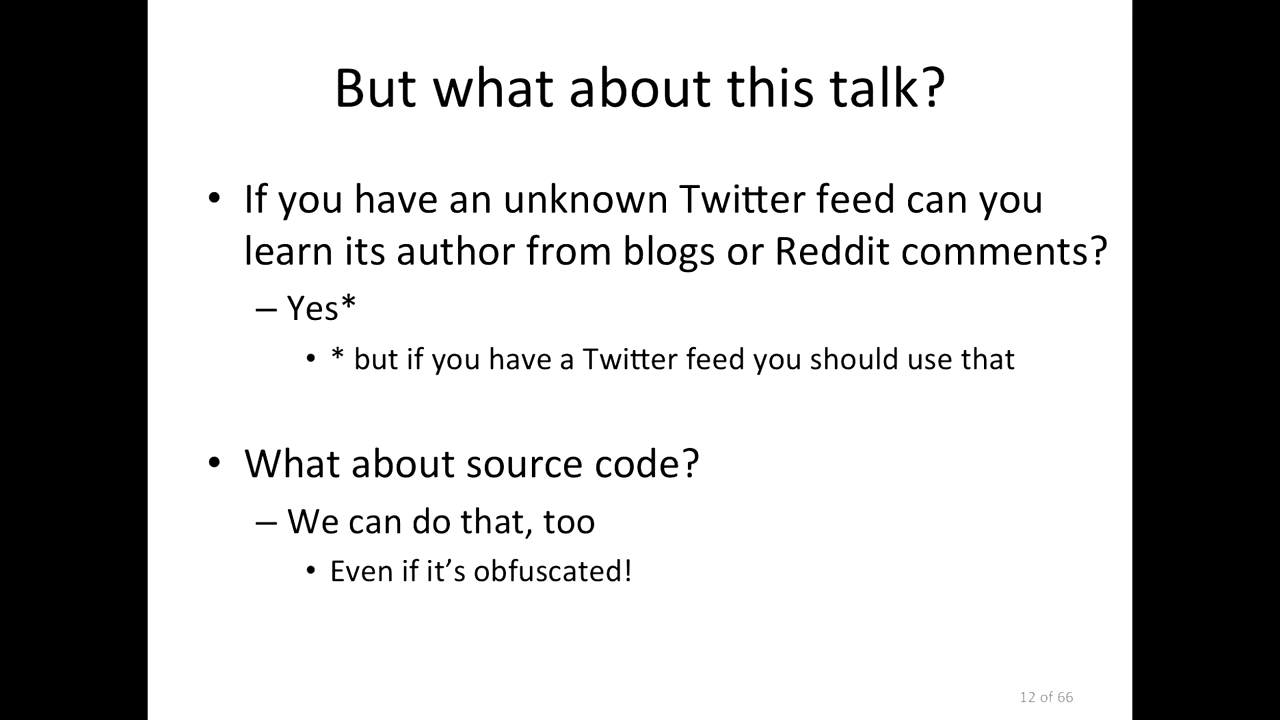 But what about this talk?
• If you have an unknown Twitter feed can you
learn its author from blogs or Reddit comments?
– Yes*
• * but if you have a Twitter feed you should use that
• What about source code?
– We can do that, too
• Even if it’s obfuscated!
12 of 66